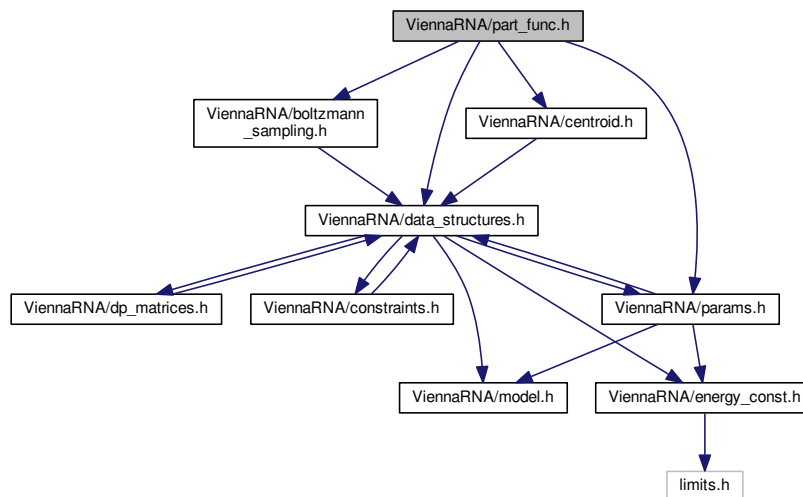 ViennaRNA/part_func.h
ViennaRNA/boltzmann
_sampling.h
ViennaRNA/centroid.h
ViennaRNA/data_structures.h
ViennaRNA/dp_matrices.h
ViennaRNA/constraints.h
ViennaRNA/params.h
ViennaRNA/model.h
ViennaRNA/energy_const.h
limits.h